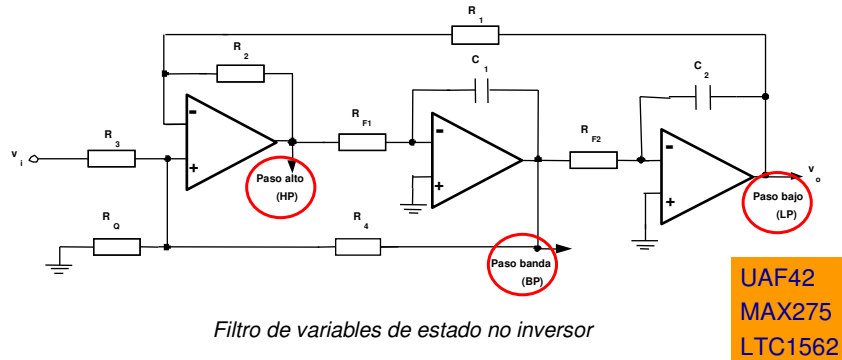 R1
R2
C1
C2
RF1
RF2
R3
vi
-
+
-
+
-
+
Paso alto
(HP)
vo
Paso bajo
(LP)
RQ
R4
Paso banda
(BP)
UAF42
MAX275
LTC1562
Filtro de variables de estado no inversor